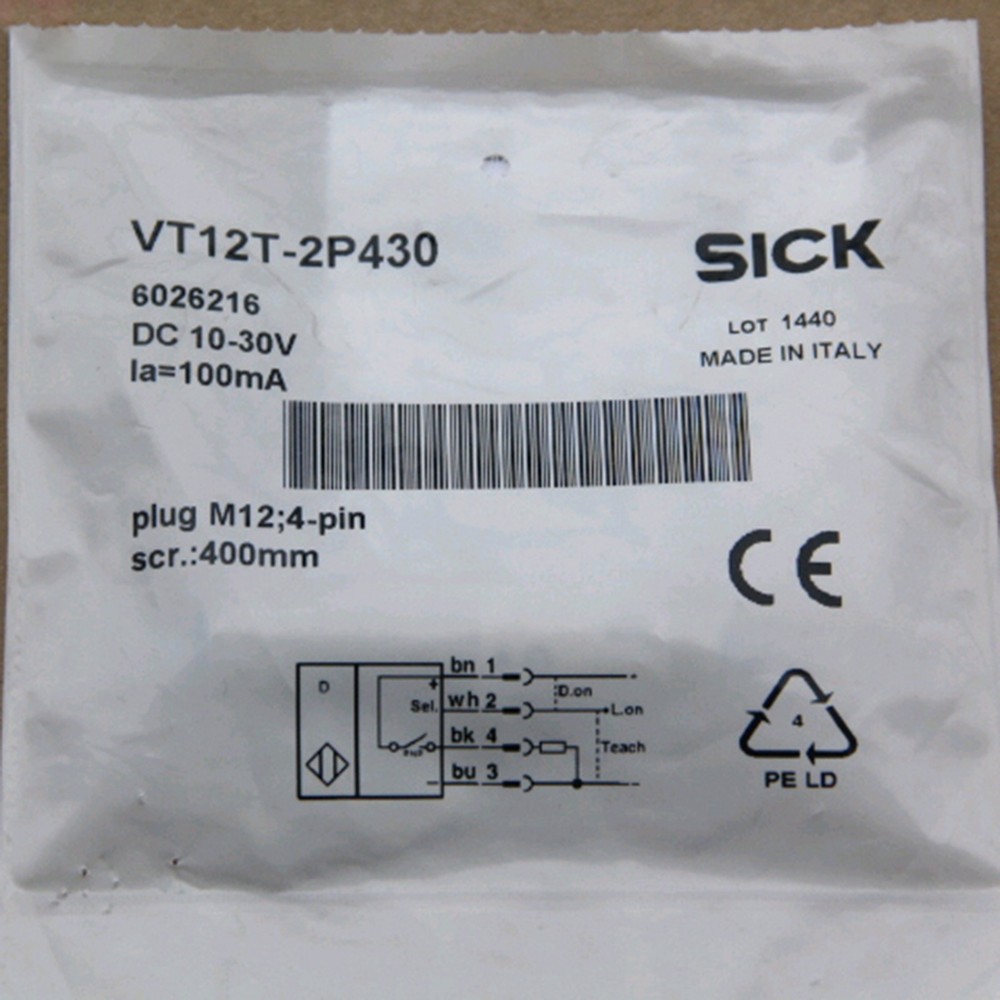 VT12T-2P430
6026216
DC 10-30V
Ia=100mA
SICK
LOT 1440
MADE IN ITALY
plug M12;4-pin
scr.:400mm
CE
D
bn 1
+
D.on
Sel.
wh 2
L.on
bk 4
Teach
bu 3
−
4
PE LD